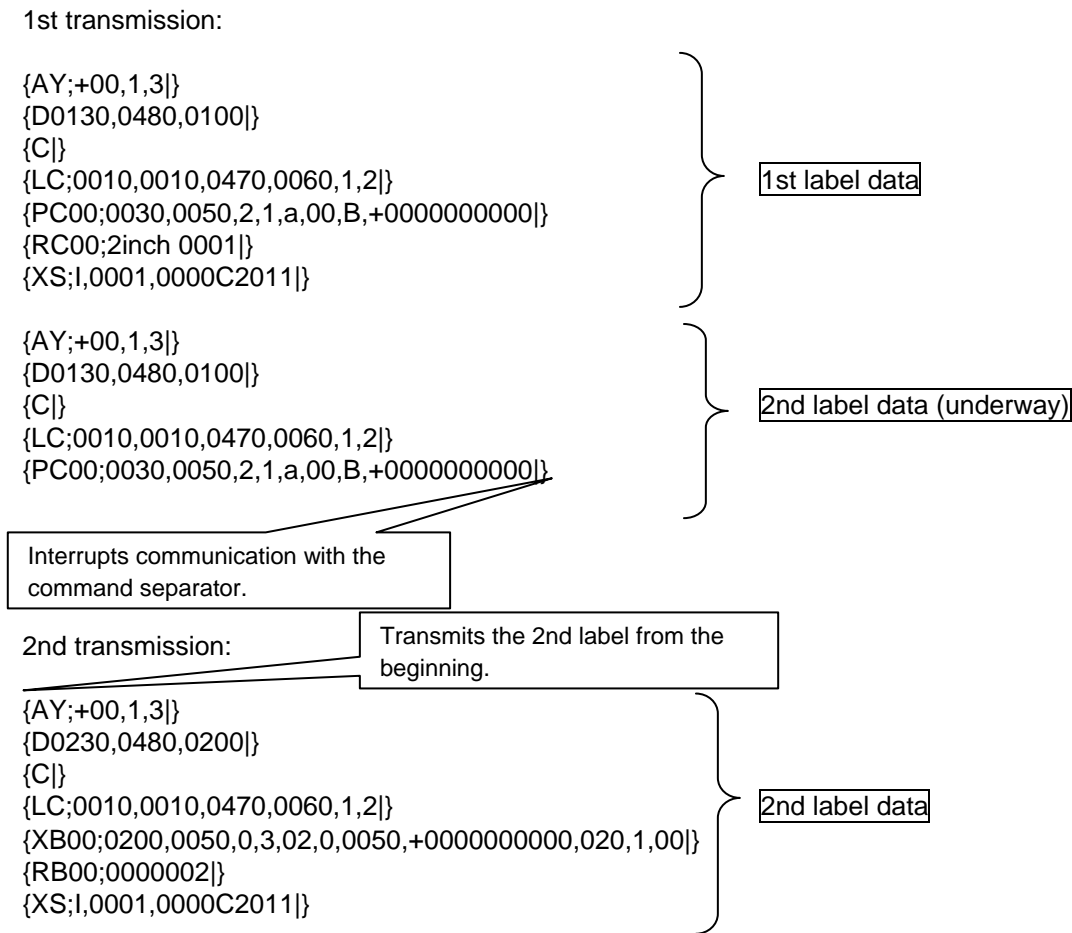 1st transmission:
{AY;+00,1,3|}
{D0130,0480,0100|}
{C|}
{LC;0010,0010,0470,0060,1,2|}
{PC00;0030,0050,2,1,a,00,B,+0000000000|}
{RC00;2inch 0001|}
{XS;I,0001,0000C2011|}
1st label data
{AY;+00,1,3|}
{D0130,0480,0100|}
{C|}
{LC;0010,0010,0470,0060,1,2|}
{PC00;0030,0050,2,1,a,00,B,+0000000000|}
2nd label data (underway)
Interrupts communication with the
command separator.
2nd transmission:
Transmits the 2nd label from the
beginning.
{AY;+00,1,3|}
{D0230,0480,0200|}
{C|}
{LC;0010,0010,0470,0060,1,2|}
{XB00;0200,0050,0,3,02,0,0050,+0000000000,020,1,00|}
{RB00;0000002|}
{XS;I,0001,0000C2011|}
2nd label data